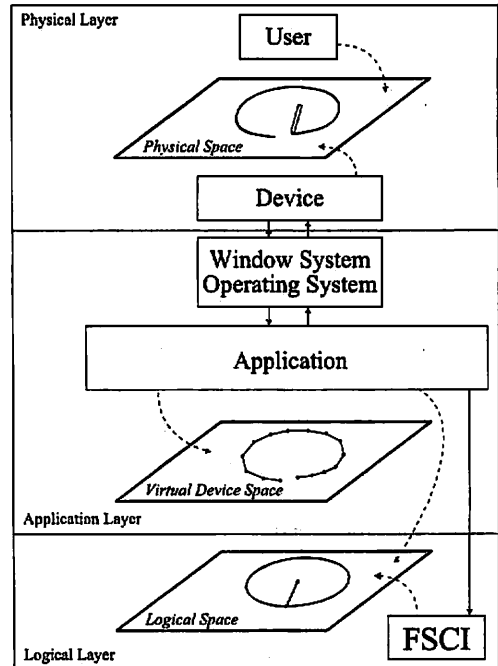 Physical Layer
User
Physical Space
Device
Window System
Operating System
Application
Virtual Device Space
Application Layer
Logical Space
FSCI
Logical Layer